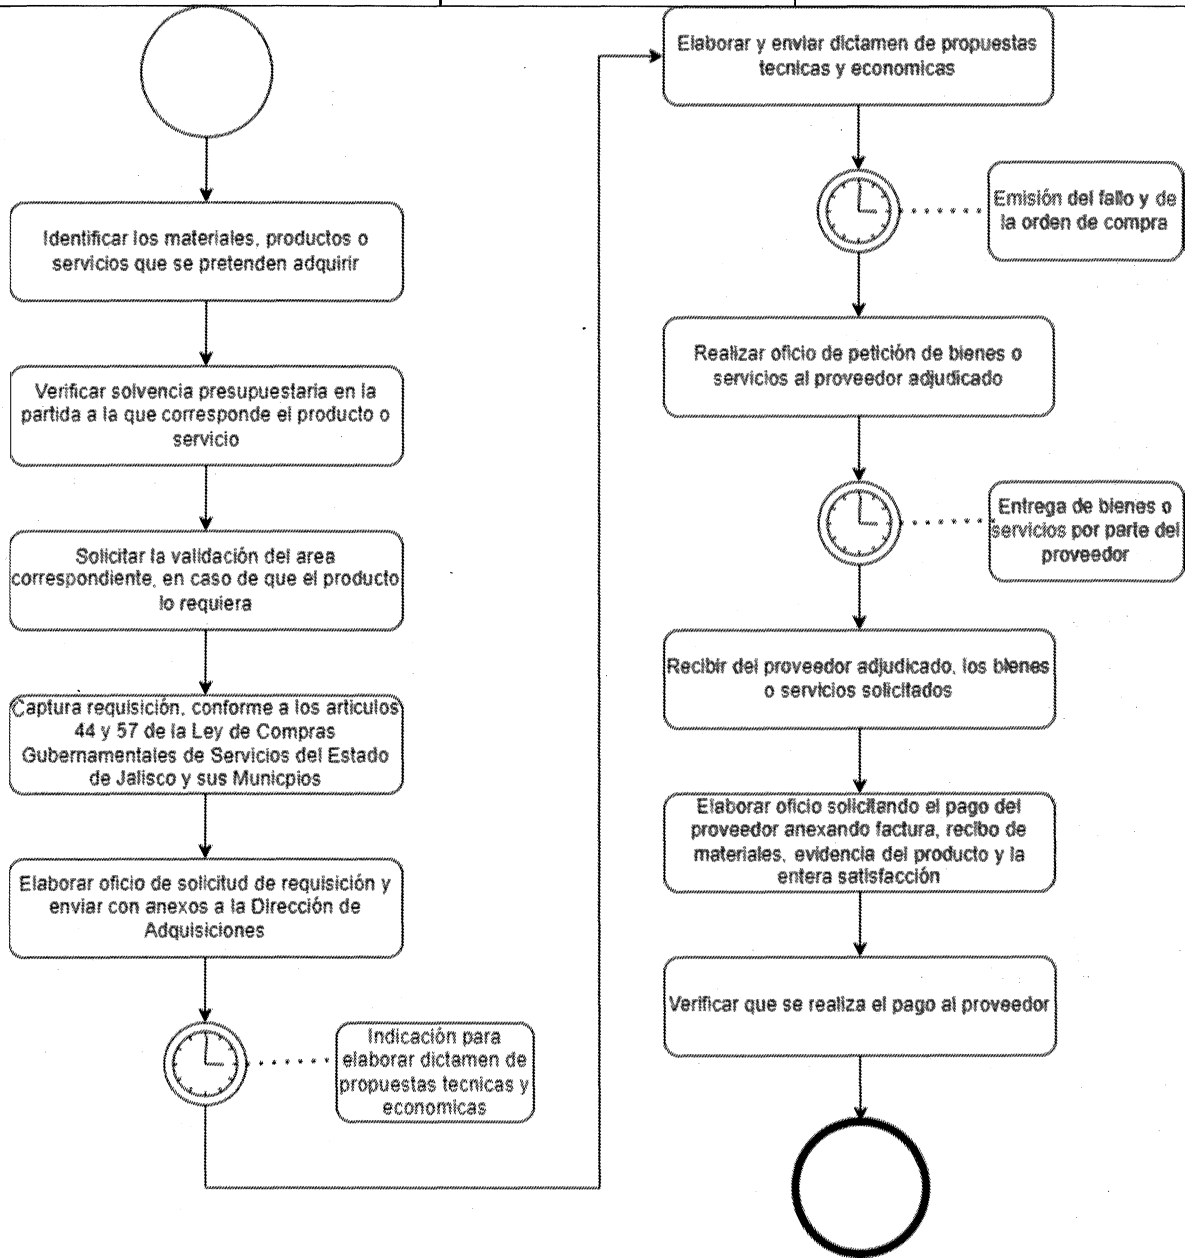 Identificar los materiales, productos o
servicios que se pretenden adquirir
Verificar solvencia presupuestaria en la
partida a la que corresponde el producto o
servicio
Solicitar la validación del area
correspondiente, en caso de que el producto
lo requiera
Captura requisición, conforme a los articulos
44 y 57 de la Ley de Compras
Gubernamentales de Servicios del Estado
de Jalisco y sus Municpios
Elaborar oficio de solicitud de requisición y
enviar con anexos a la Dirección de
Adquisiciones
Indicación para
elaborar dictamen de
propuestas tecnicas y
economicas
Elaborar y enviar dictamen de propuestas
tecnicas y economicas
Emisión del fallo y de
la orden de compra
Realizar oficio de petición de bienes o
servicios al proveedor adjudicado
Entrega de bienes o
servicios por parte del
proveedor
Recibir del proveedor adjudicado, los bienes
o servicios solicitados
Elaborar oficio solicitando el pago del
proveedor anexando factura, recibo de
materiales, evidencia del producto y la
entera satisfacción
Verificar que se realiza el pago al proveedor